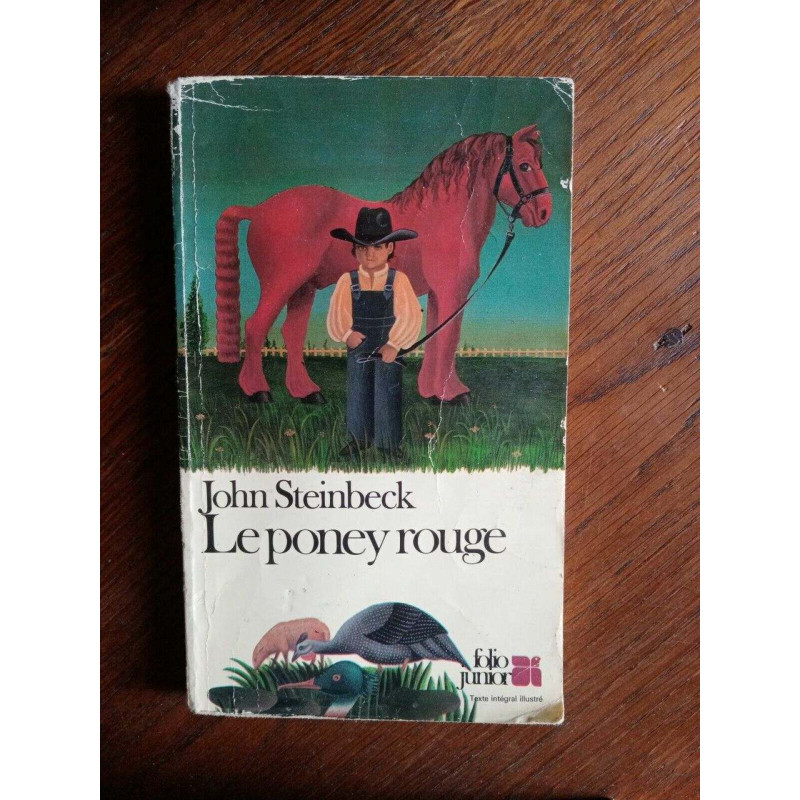 John Steinbeck
Le poney rouge
folio
junior
Texte intégral illustré